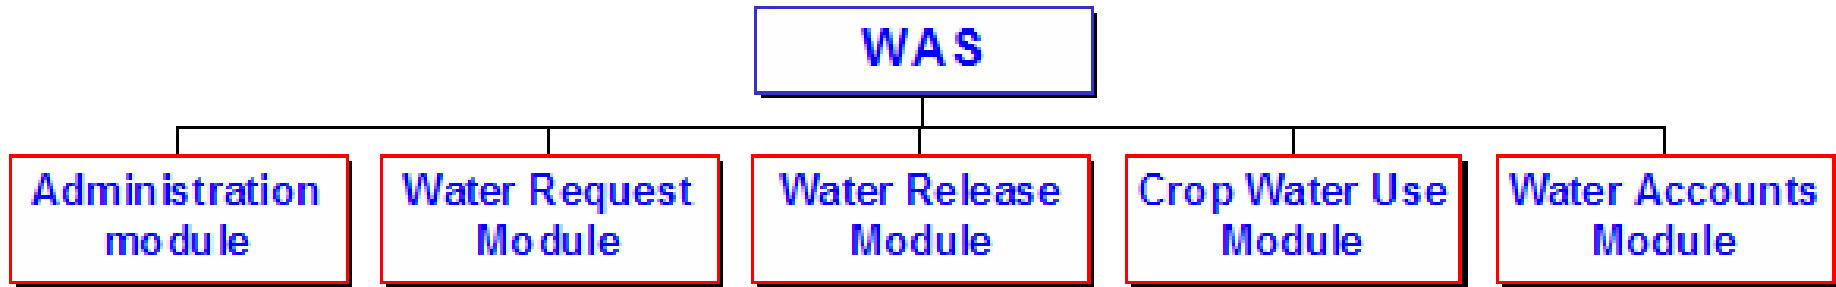 WAS
Administration
module
Water Request
Module
Water Release
Module
Crop Water Use
Module
Water Accounts
Module